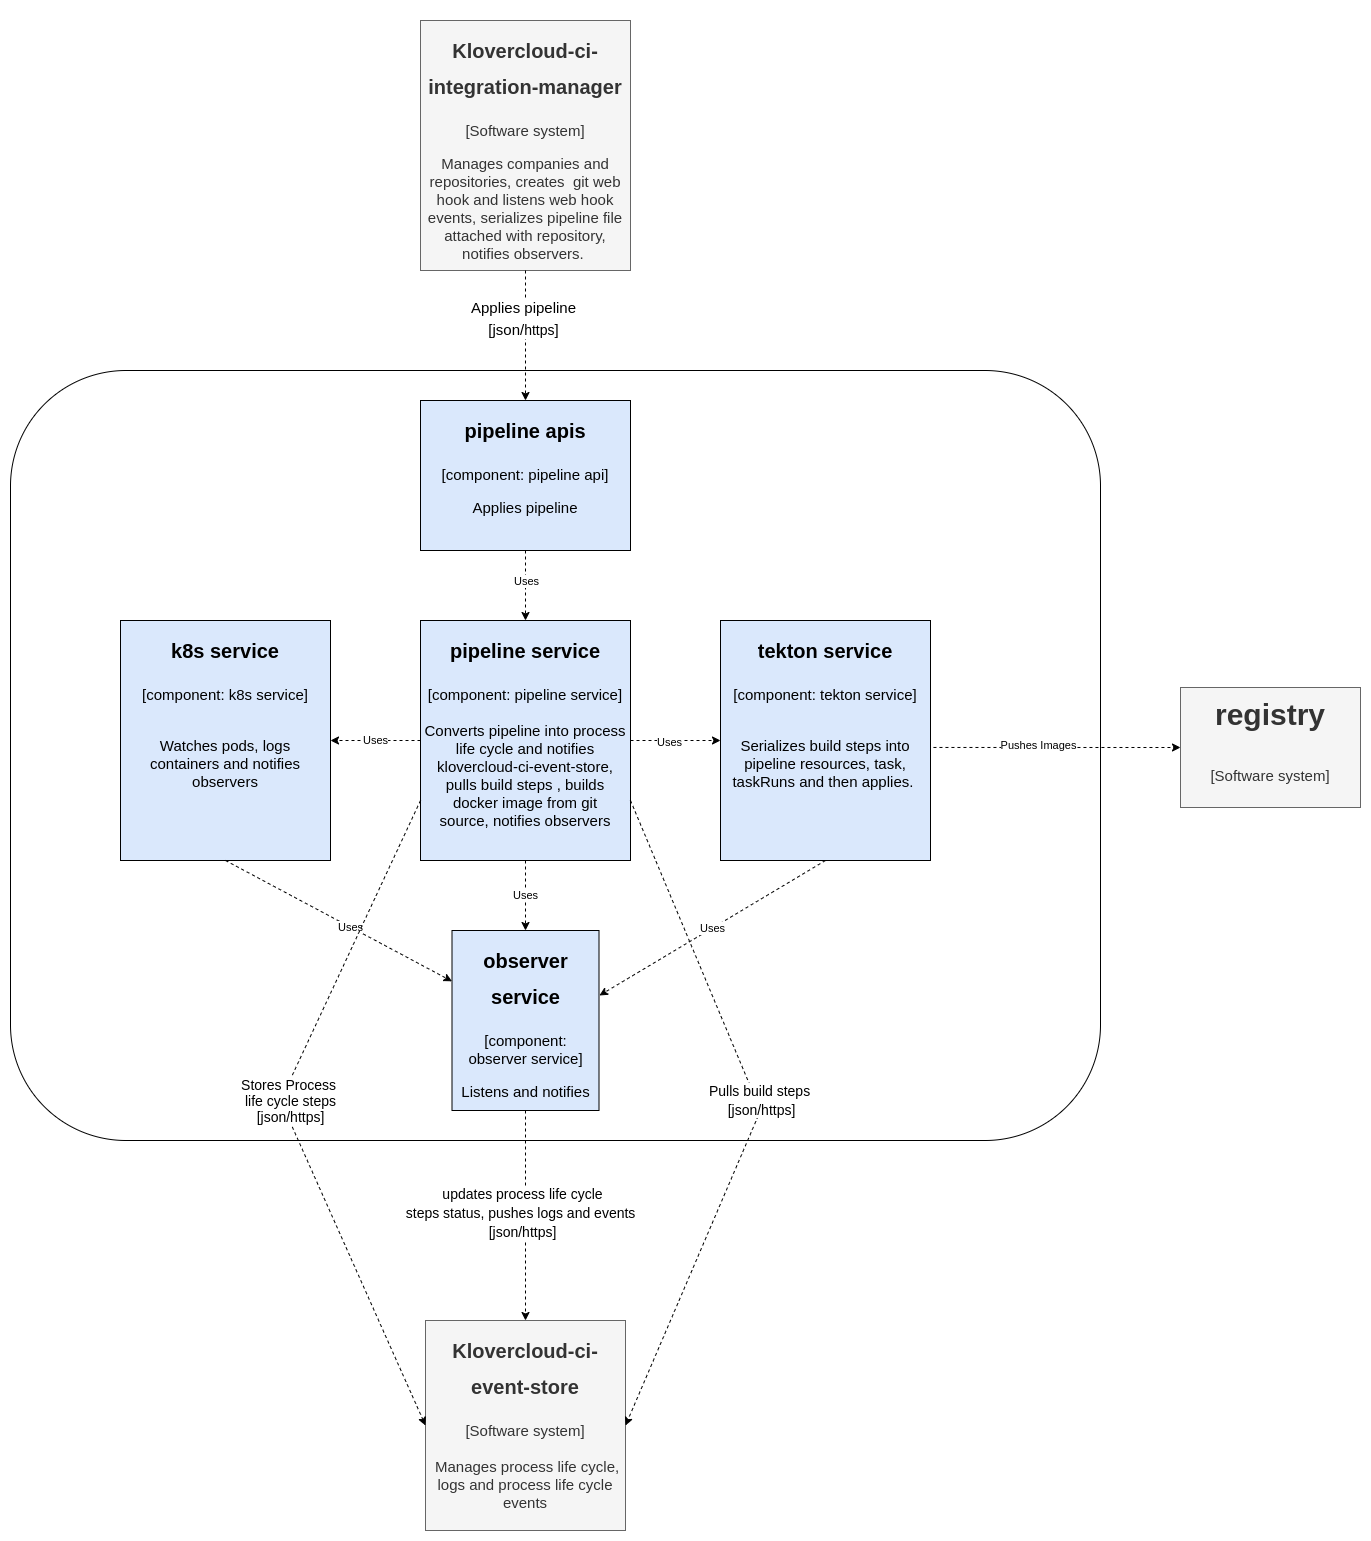 Klovercloud-ci-
integration-manager
[Software system]
Manages companies and
repositories, creates  git web
hook and listens web hook
events, serializes pipeline file
attached with repository,
notifies observers.
Applies pipeline
[json/https]
pipeline apis
[component: pipeline api]
Applies pipeline
Uses
k8s service
[component: k8s service]
Watches pods, logs
containers and notifies
observers
Uses
pipeline service
[component: pipeline service]
Converts pipeline into process
life cycle and notifies
klovercloud-ci-event-store,
pulls build steps , builds
docker image from git
source, notifies observers
Uses
tekton service
[component: tekton service]
Serializes build steps into
pipeline resources, task,
taskRuns and then applies.
Pushes Images
registry
[Software system]
Uses
Uses
Uses
observer
service
[component:
observer service]
Listens and notifies
Stores Process
life cycle steps
[json/https]
Pulls build steps
[json/https]
updates process life cycle
steps status, pushes logs and events
[json/https]
Klovercloud-ci-
event-store
[Software system]
Manages process life cycle,
logs and process life cycle
events